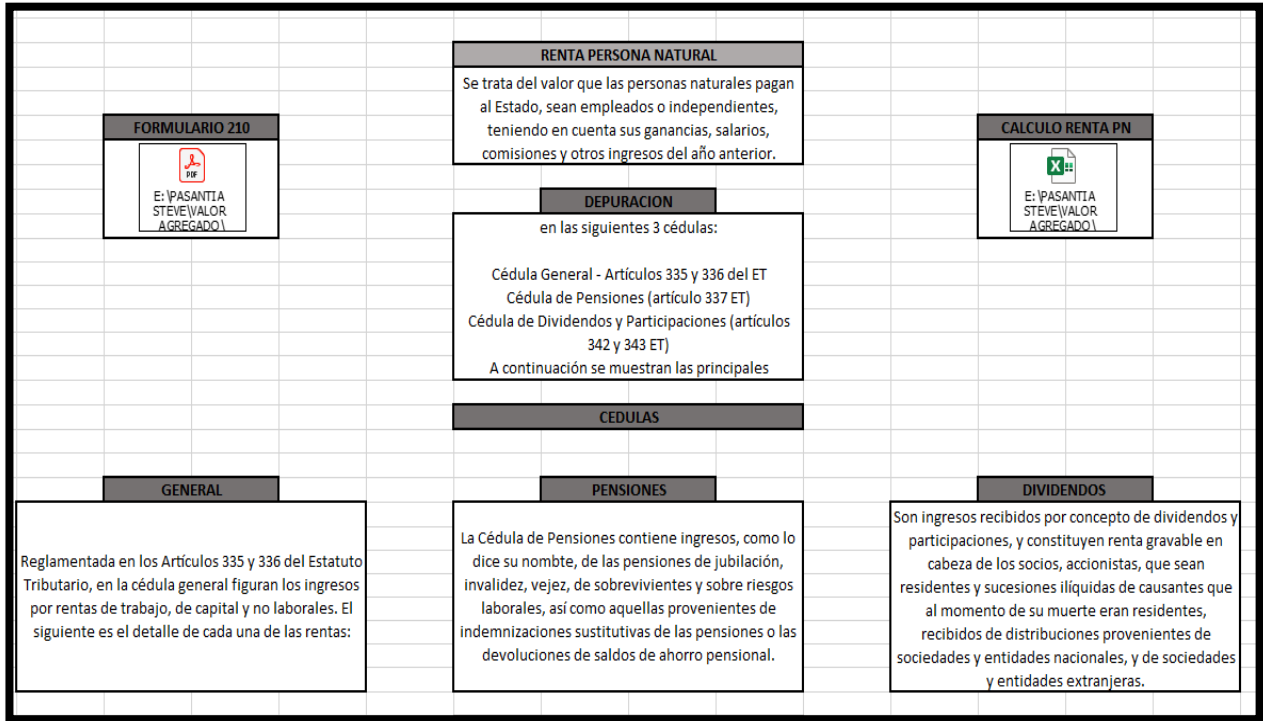 RENTA PERSONA NATURAL
Se trata del valor que las personas naturales pagan
al Estado, sean empleados o independientes,
teniendo en cuenta sus ganancias, salarios,
comisiones y otros ingresos del año anterior.
FORMULARIO 210
PDF
E:\PASANTIA
STEVE\VALOR
AGREGADO\
CALCULO RENTA PN
X
E:\PASANTIA
STEVE\VALOR
AGREGADO\
DEPURACION
en las siguientes 3 cédulas:
Cédula General - Artículos 335 y 336 del ET
Cédula de Pensiones (artículo 337 ET)
Cédula de Dividendos y Participaciones (artículos
342 y 343 ET)
A continuación se muestran las principales
CEDULAS
GENERAL
Reglamentada en los Artículos 335 y 336 del Estatuto
Tributario, en la cédula general figuran los ingresos
por rentas de trabajo, de capital y no laborales. El
siguiente es el detalle de cada una de las rentas:
PENSIONES
La Cédula de Pensiones contiene ingresos, como lo
dice su nombte, de las pensiones de jubilación,
invalidez, vejez, de sobrevivientes y sobre riesgos
laborales, así como aquellas provenientes de
indemnizaciones sustitutivas de las pensiones o las
devoluciones de saldos de ahorro pensional.
DIVIDENDOS
Son ingresos recibidos por concepto de dividendos y
participaciones, y constituyen renta gravable en
cabeza de los socios, accionistas, que sean
residentes y sucesiones ilíquidas de causantes que
al momento de su muerte eran residentes,
recibidos de distribuciones provenientes de
sociedades y entidades nacionales, y de sociedades
y entidades extranjeras.